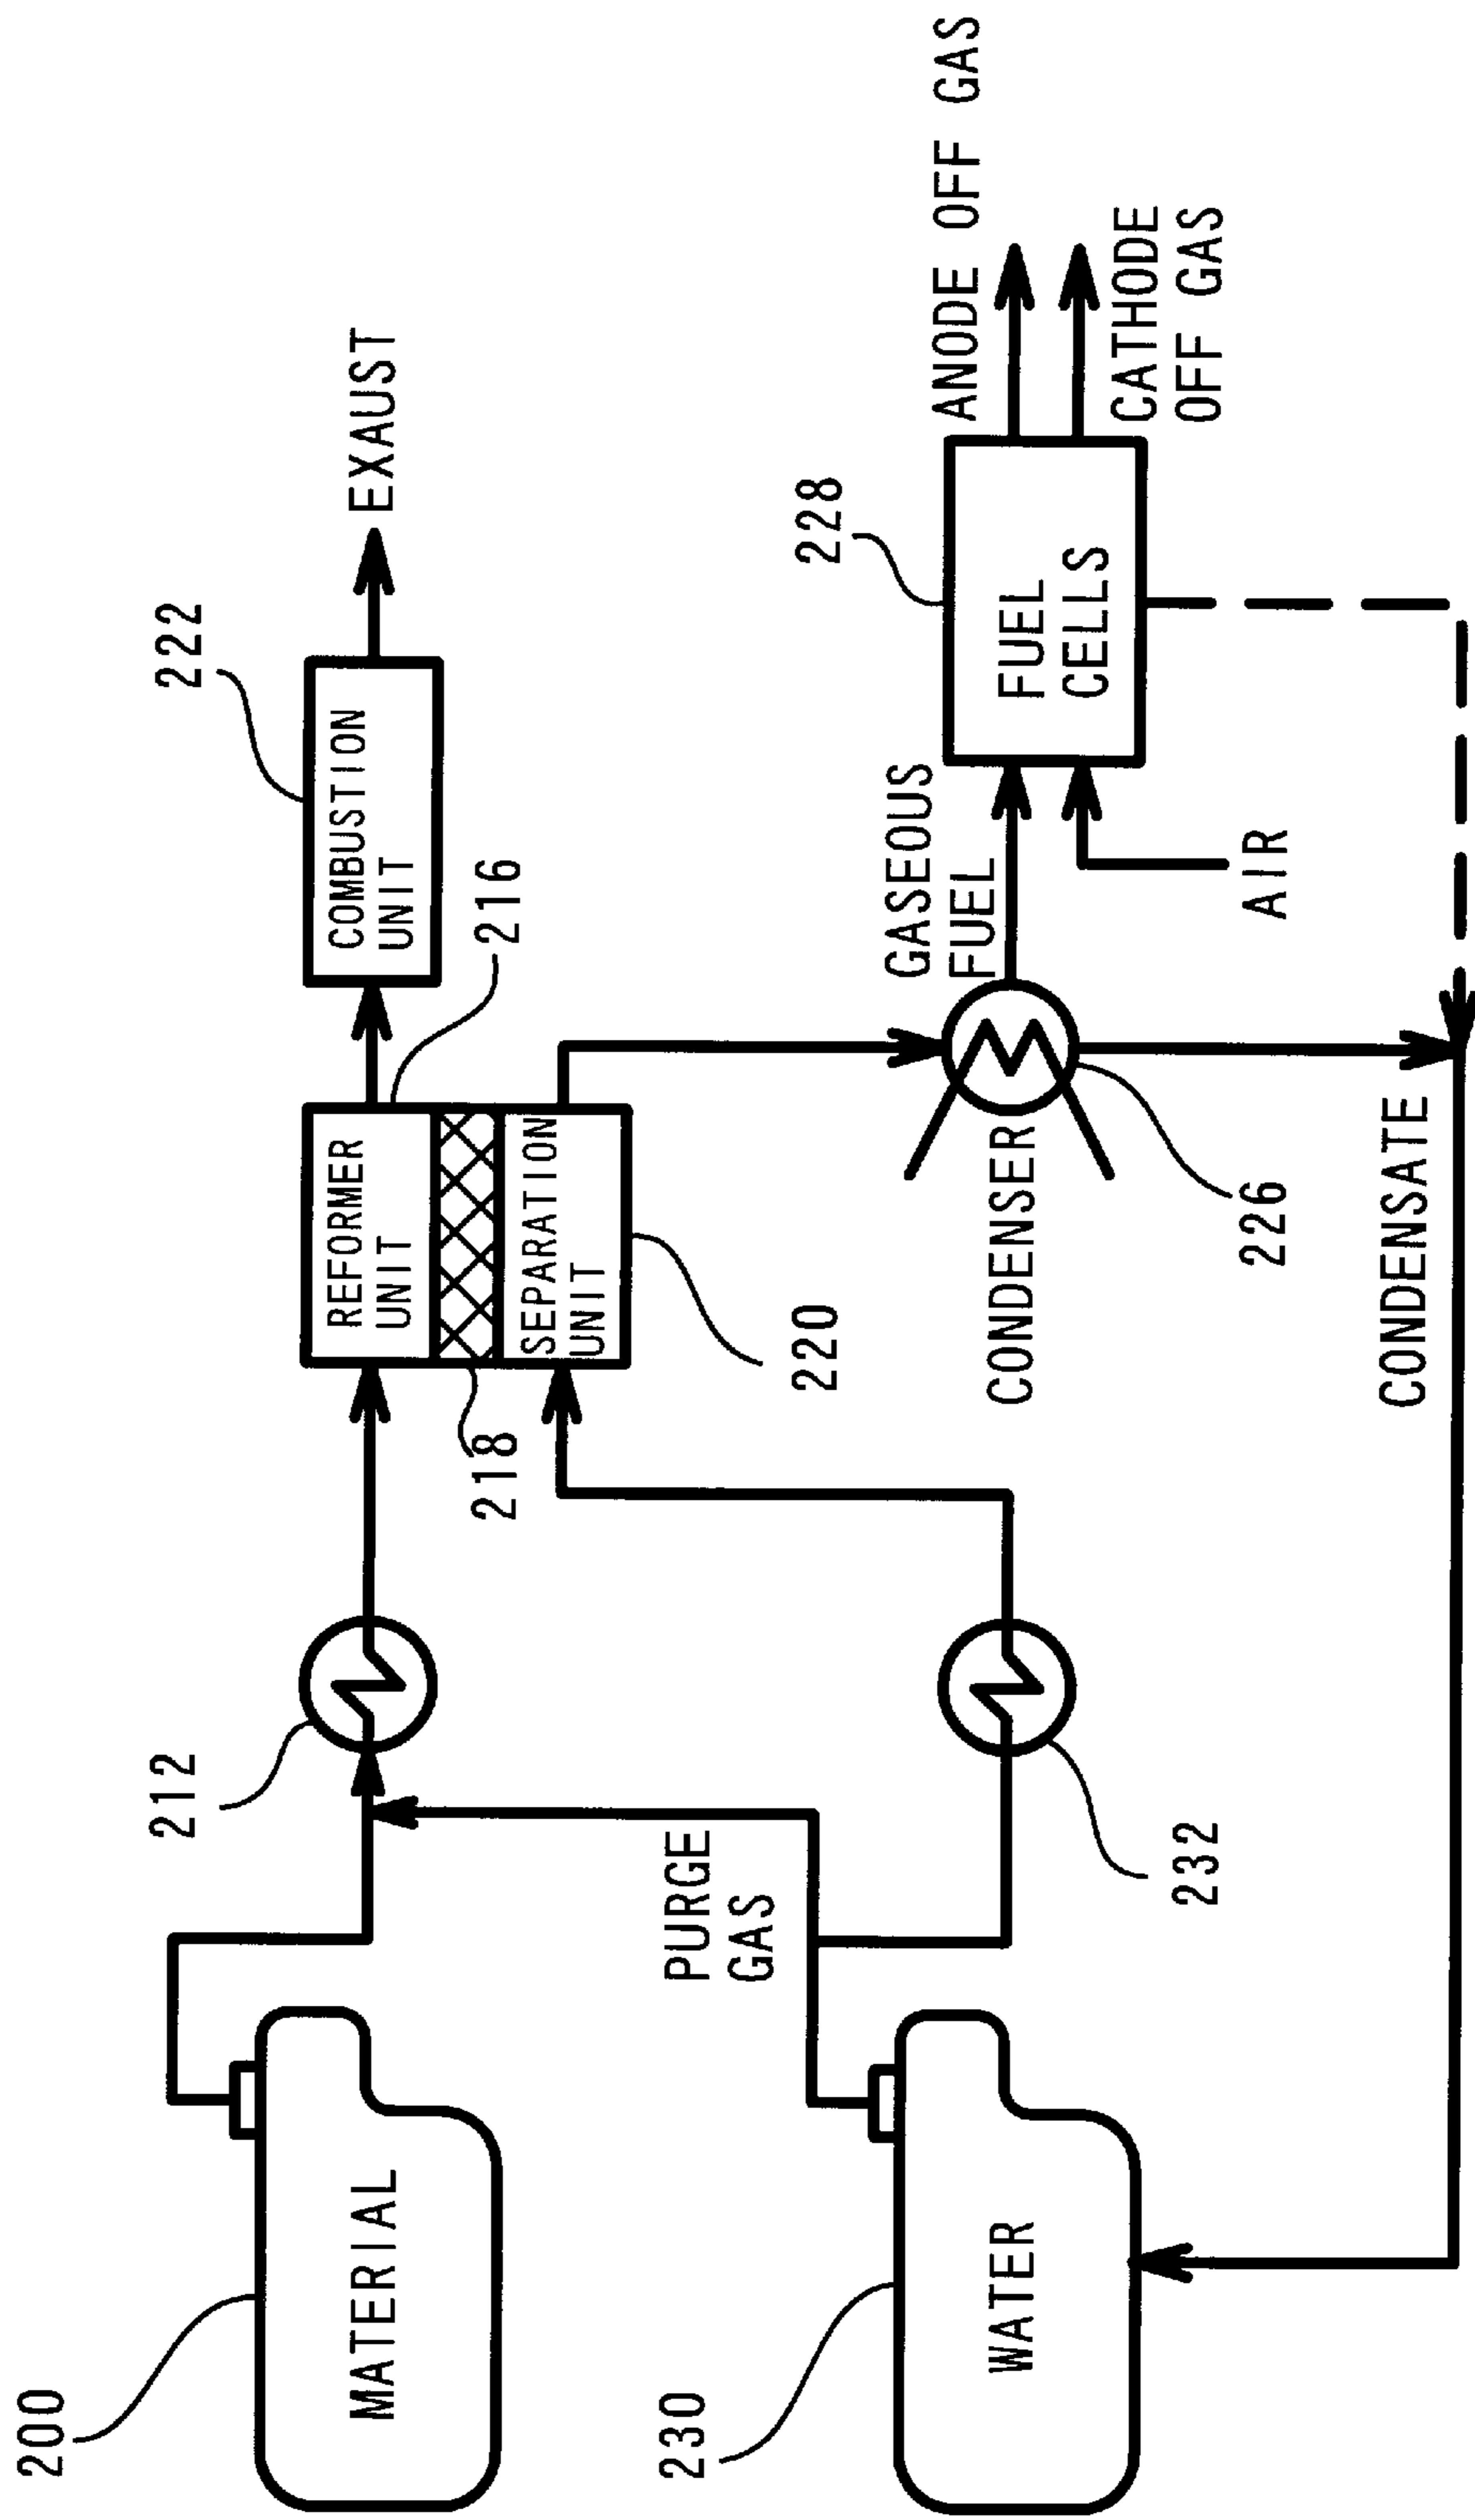 200
MATERIAL
212
REFORMER
UNIT
216
218
SEPARATION
UNIT
220
COMBUSTION
UNIT
222
EXAUST
230
WATER
PURGE
GAS
232
CONDENSER
226
GASEOUS
FUEL
AIR
FUEL
CELLS
228
ANODE OFF GAS
CATHODE
OFF GAS
CONDENSATE